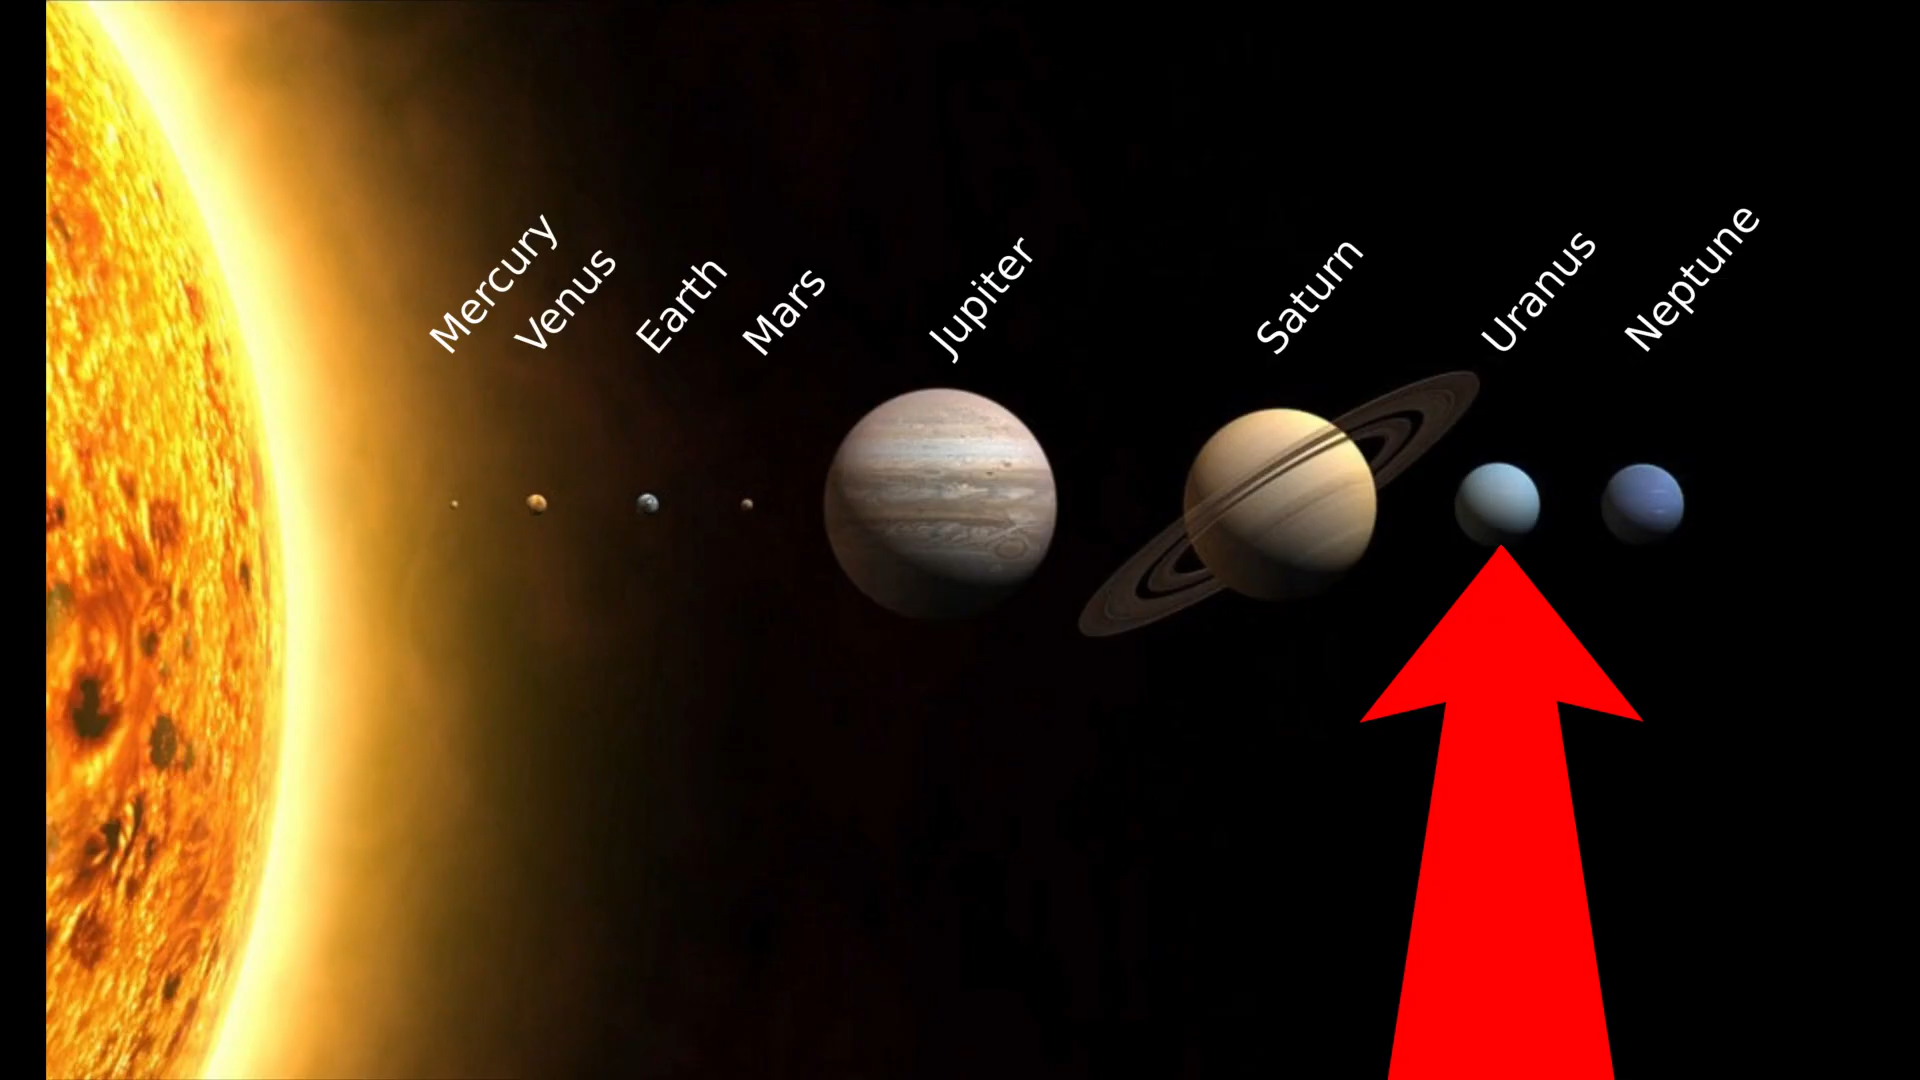 Mercury
Venus
Earth
Mars
Jupiter
Saturn
Uranus
Neptune